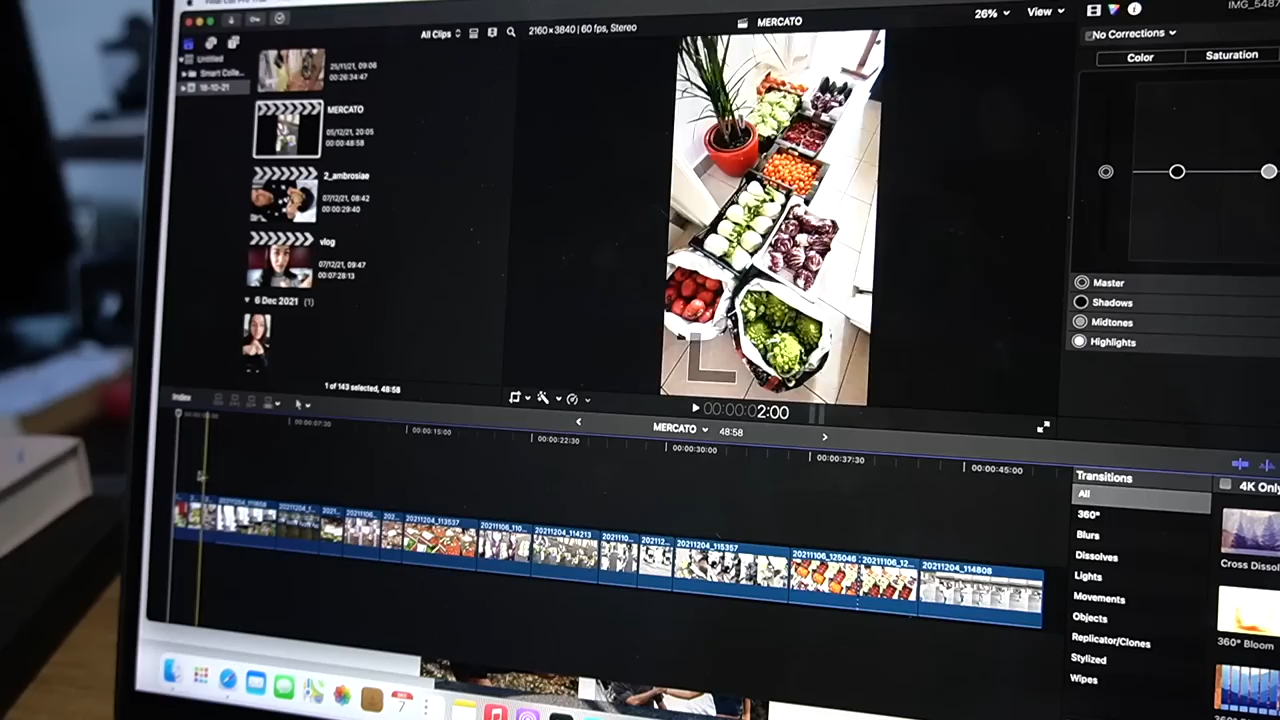 IMG_5487
26%
View
MERCATO
All Clips
2160×3840 | 60 fps, Stereo
No Corrections
Color
Saturation
Untitled
Smart Colle...
18-10-21
25/11/21, 09:06
00:26:34:47
MERCATO
05/12/21, 20:05
00:00:48:58
2_ambrosiae
07/12/21, 08:42
00:00:29:40
vlog
07/12/21, 09:47
00:07:28:13
6 Dec 2021 (1)
1 of 143 selected, 48:58
Master
Shadows
Midtones
Highlights
00:00:02:00
Index
MERCATO
48:58
00:00:07:30
00:00:15:00
00:00:22:30
00:00:30:00
00:00:37:30
00:00:45:00
Transitions
4K Only
All
360°
Blurs
Dissolves
Lights
Movements
Objects
Replicator/Clones
Stylized
Wipes
Cross Dissol
360° Bloom
20211204_113537
20211204_114213
20211204_115357
20211106_125046
20211106_12...
20211204_114808
7